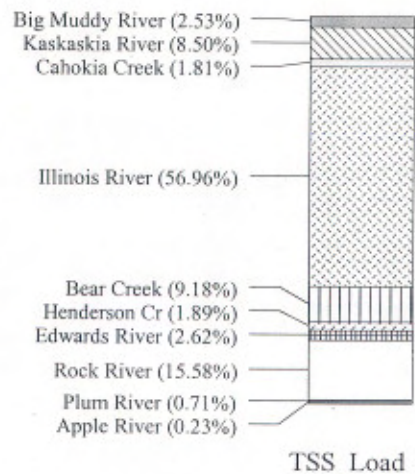 Big Muddy River (2.53%)
Kaskaskia River (8.50%)
Cahokia Creek (1.81%)
Illinois River (56.96%)
Bear Creek (9.18%)
Henderson Cr (1.89%)
Edwards River (2.62%)
Rock River (15.58%)
Plum River (0.71%)
Apple River (0.23%)
TSS Load